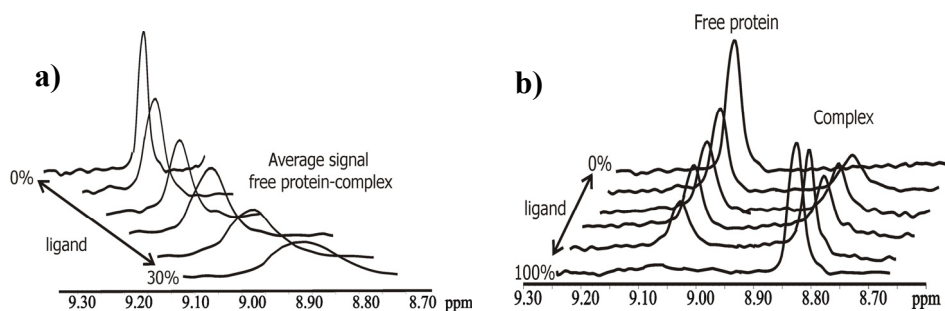 a)
0%
ligand
30%
Average signal
free protein-complex
9.30 9.20 9.10 9.00 8.90 8.80 8.70 ppm
b)
Free protein
Complex
0%
ligand
100%
9.30 9.20 9.10 9.00 8.90 8.80 8.70 ppm